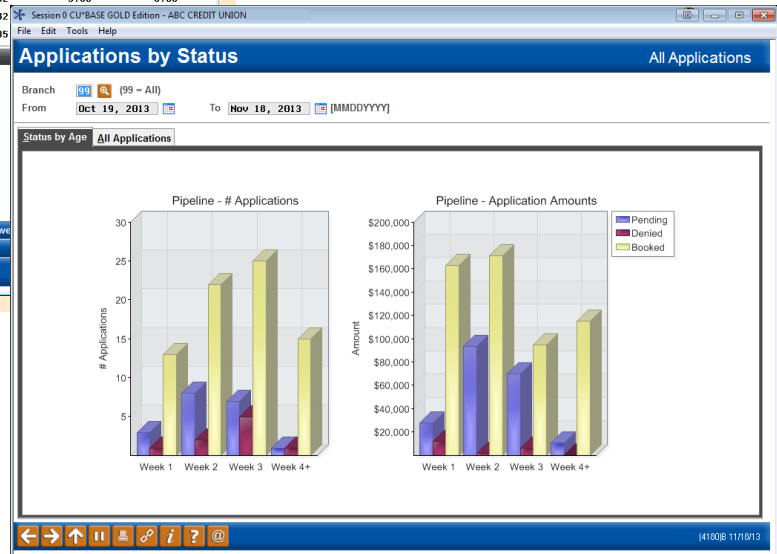 Session 0 CU*BASE GOLD Edition - ABC CREDIT UNION
File Edit Tools Help
Applications by Status All Applications
Branch 99 (99 = All)
From Oct 19, 2013 To Nov 18, 2013 [MMDDYYYY]
Status by Age All Applications
Pipeline - # Applications
# Applications
30
25
20
15
10
5
Week 1 Week 2 Week 3 Week 4+
Pipeline - Application Amounts
Amount
$200,000
$180,000
$160,000
$140,000
$120,000
$100,000
$80,000
$60,000
$40,000
$20,000
Week 1 Week 2 Week 3 Week 4+
Pending
Denied
Booked
(4180)B 11/18/13